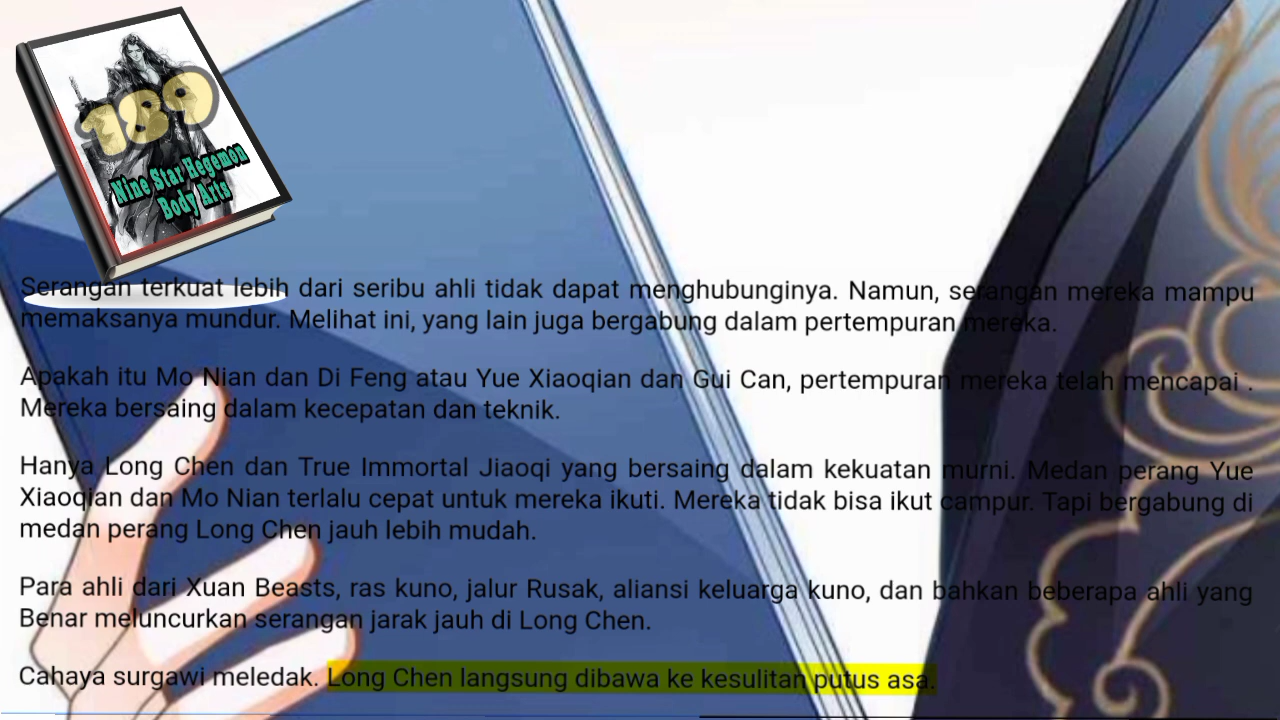 189
Nine Star Hegemon
Body Arts
Serangan terkuat lebih dari seribu ahli tidak dapat menghubunginya. Namun, serangan mereka mampu
memaksanya mundur. Melihat ini, yang lain juga bergabung dalam pertempuran mereka.
Apakah itu Mo Nian dan Di Feng atau Yue Xiaoqian dan Gui Can, pertempuran mereka telah mencapai .
Mereka bersaing dalam kecepatan dan teknik.
Hanya Long Chen dan True Immortal Jiaoqi yang bersaing dalam kekuatan murni. Medan perang Yue
Xiaoqian dan Mo Nian terlalu cepat untuk mereka ikuti. Mereka tidak bisa ikut campur. Tapi bergabung di
medan perang Long Chen jauh lebih mudah.
Para ahli dari Xuan Beasts, ras kuno, jalur Rusak, aliansi keluarga kuno, dan bahkan beberapa ahli yang
Benar meluncurkan serangan jarak jauh di Long Chen.
Cahaya surgawi meledak. Long Chen langsung dibawa ke kesulitan putus asa.